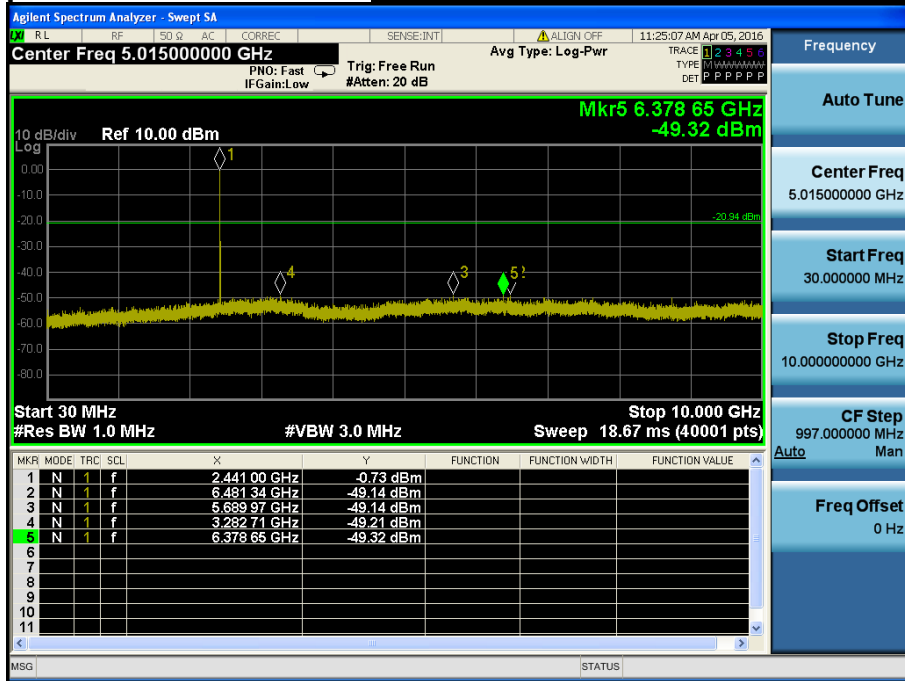 Agilent Spectrum Analyzer - Swept SA
LXI RL RF 50 Ω AC CORREC SENSE:INT ALIGN OFF 11:25:07 AM Apr 05, 2016
Center Freq 5.015000000 GHz
PNO: Fast
IFGain:Low
Trig: Free Run
#Atten: 20 dB
Avg Type: Log-Pwr
TRACE 1 2 3 4 5 6
TYPE M WWWWW
DET P P P P P P
Mkr5 6.378 65 GHz
-49.32 dBm
10 dB/div Ref 10.00 dBm
Log
0.00
-10.0
-20.0
-30.0
-40.0
-50.0
-60.0
-70.0
-80.0
1
4
3
5
-20.94 dBm
Start 30 MHz Stop 10.000 GHz
#Res BW 1.0 MHz #VBW 3.0 MHz Sweep 18.67 ms (40001 pts)
MKR MODE TRC SCL X Y FUNCTION FUNCTION WIDTH FUNCTION VALUE
1 N 1 f 2.441 00 GHz -0.73 dBm
2 N 1 f 6.481 34 GHz -49.14 dBm
3 N 1 f 5.689 97 GHz -49.14 dBm
4 N 1 f 3.282 71 GHz -49.21 dBm
5 N 1 f 6.378 65 GHz -49.32 dBm
6
7
8
9
10
11
MSG STATUS
Frequency
Auto Tune
Center Freq
5.015000000 GHz
Start Freq
30.000000 MHz
Stop Freq
10.000000000 GHz
CF Step
997.000000 MHz
Auto Man
Freq Offset
0 Hz